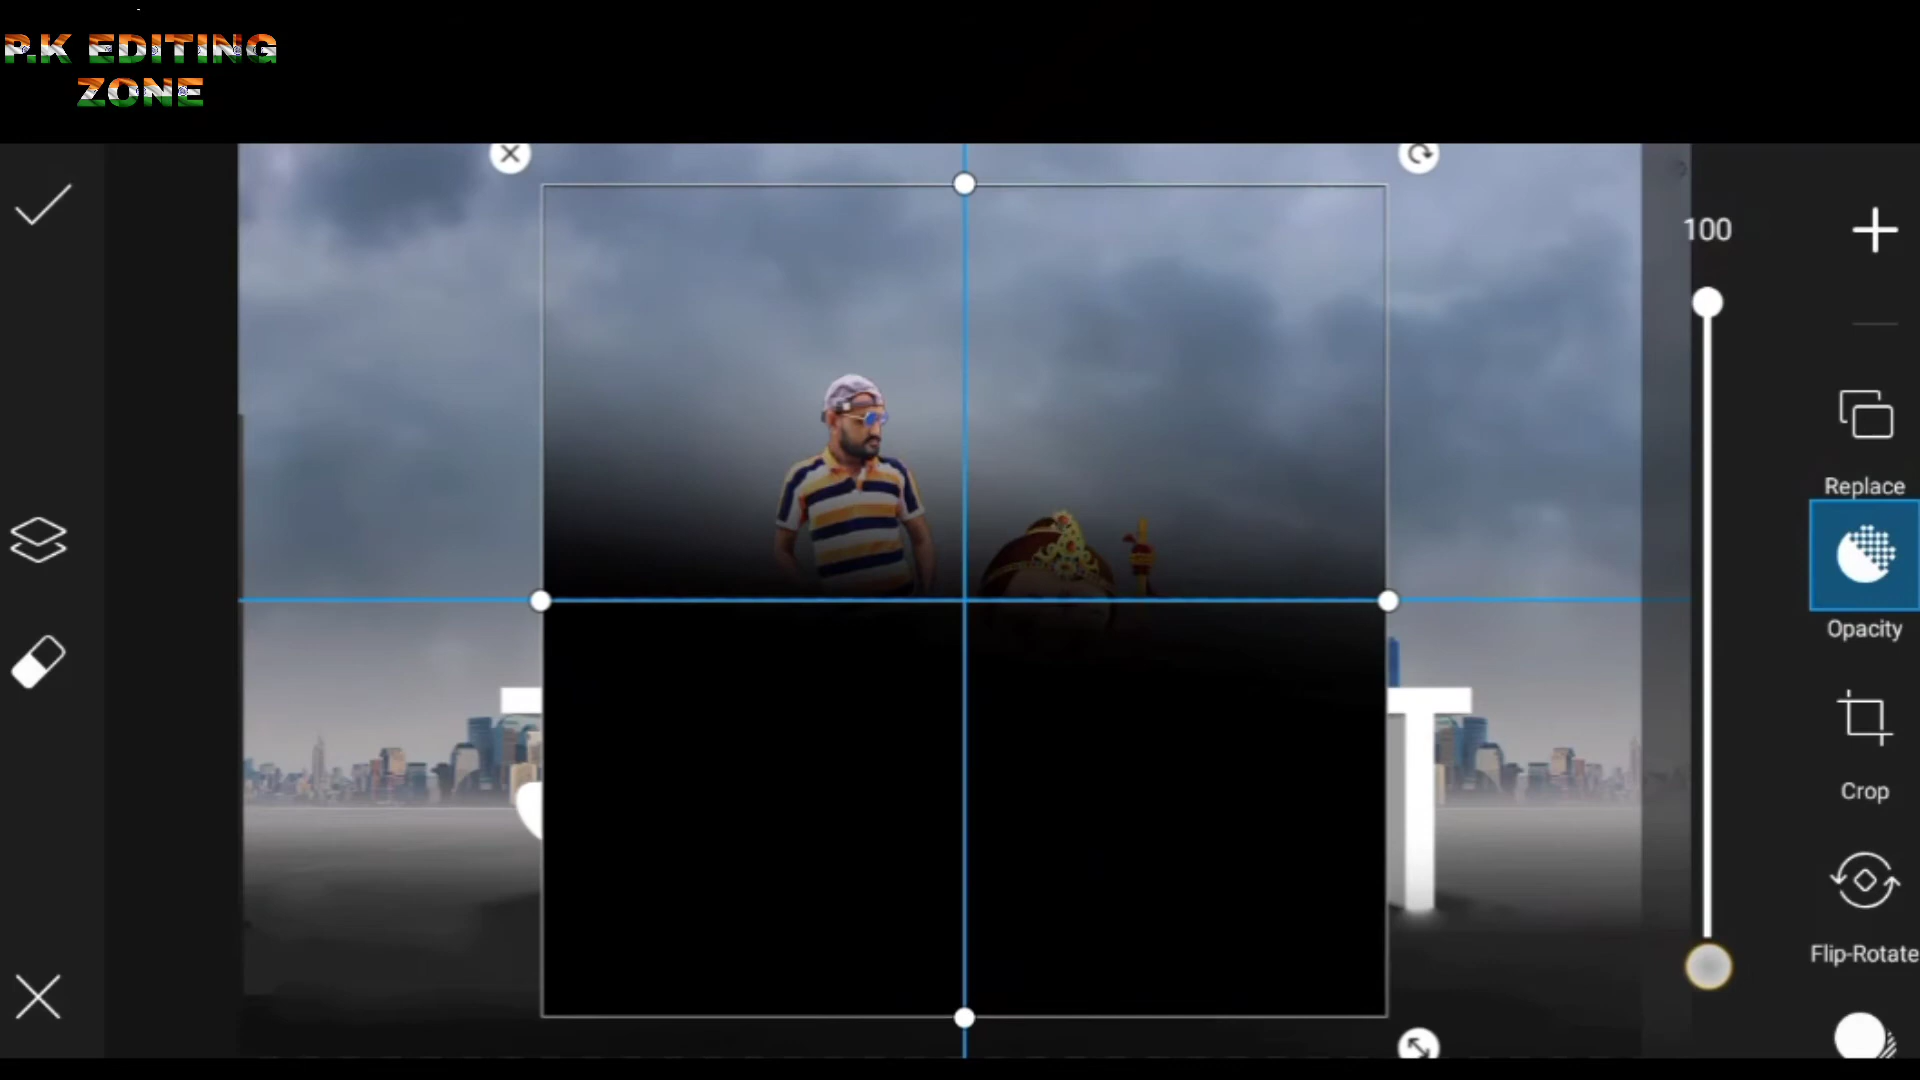 P.K EDITING
ZONE
100
Replace
Opacity
Crop
Flip-Rotate
T